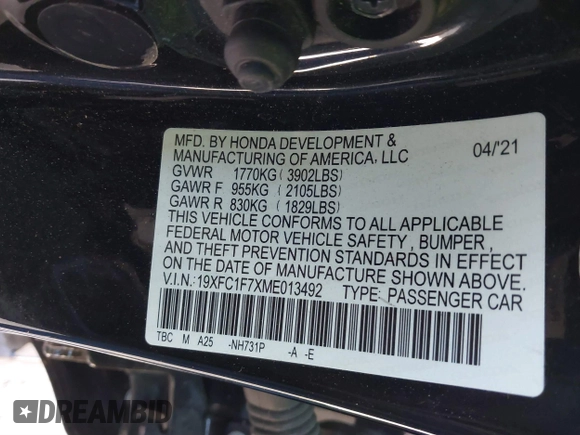 MFD. BY HONDA DEVELOPMENT &
MANUFACTURING OF AMERICA, LLC 04/'21
GVWR 1770KG (3902LBS)
GAWR F 955KG (2105LBS)
GAWR R 830KG (1829LBS)
THIS VEHICLE CONFORMS TO ALL APPLICABLE
FEDERAL MOTOR VEHICLE SAFETY , BUMPER ,
AND THEFT PREVENTION STANDARDS IN EFFECT
ON THE DATE OF MANUFACTURE SHOWN ABOVE.
V.I.N.: 19XFC1F7XME013492 TYPE: PASSENGER CAR
TBC M A25 -NH731P -A -E
DREAMBID